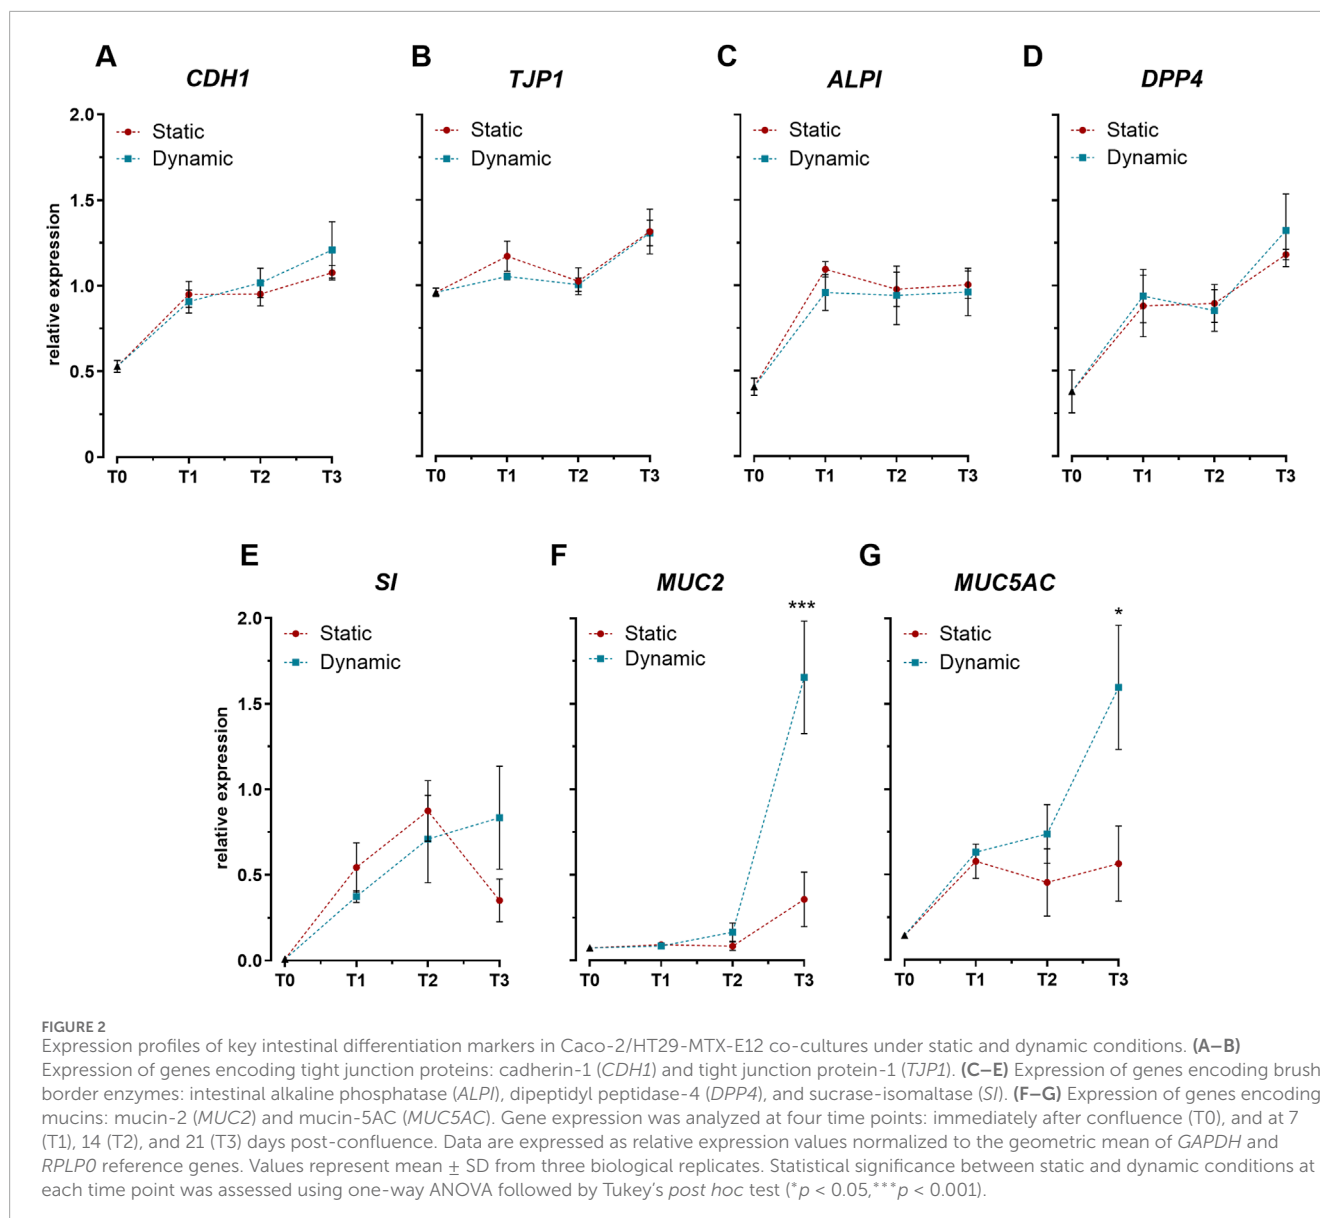 A
CDH1
B
TJP1
C
ALPI
D
DPP4
2.0
1.5
1.0
0.5
0
relative expression
Static
Dynamic
T0 T1 T2 T3
Static
Dynamic
T0 T1 T2 T3
Static
Dynamic
T0 T1 T2 T3
Static
Dynamic
T0 T1 T2 T3
E
SI
F
MUC2
G
MUC5AC
2.0
1.5
1.0
0.5
0.0
relative expression
Static
Dynamic
T0 T1 T2 T3
Static
Dynamic
***
T0 T1 T2 T3
Static
Dynamic
*
T0 T1 T2 T3
FIGURE 2
Expression profiles of key intestinal differentiation markers in Caco-2/HT29-MTX-E12 co-cultures under static and dynamic conditions. (A–B)
Expression of genes encoding tight junction proteins: cadherin-1 (CDH1) and tight junction protein-1 (TJP1). (C–E) Expression of genes encoding brush
border enzymes: intestinal alkaline phosphatase (ALPI), dipeptidyl peptidase-4 (DPP4), and sucrase-isomaltase (SI). (F–G) Expression of genes encoding
mucins: mucin-2 (MUC2) and mucin-5AC (MUC5AC). Gene expression was analyzed at four time points: immediately after confluence (T0), and at 7
(T1), 14 (T2), and 21 (T3) days post-confluence. Data are expressed as relative expression values normalized to the geometric mean of GAPDH and
RPLP0 reference genes. Values represent mean ± SD from three biological replicates. Statistical significance between static and dynamic conditions at
each time point was assessed using one-way ANOVA followed by Tukey's post hoc test (*p < 0.05,***p < 0.001).